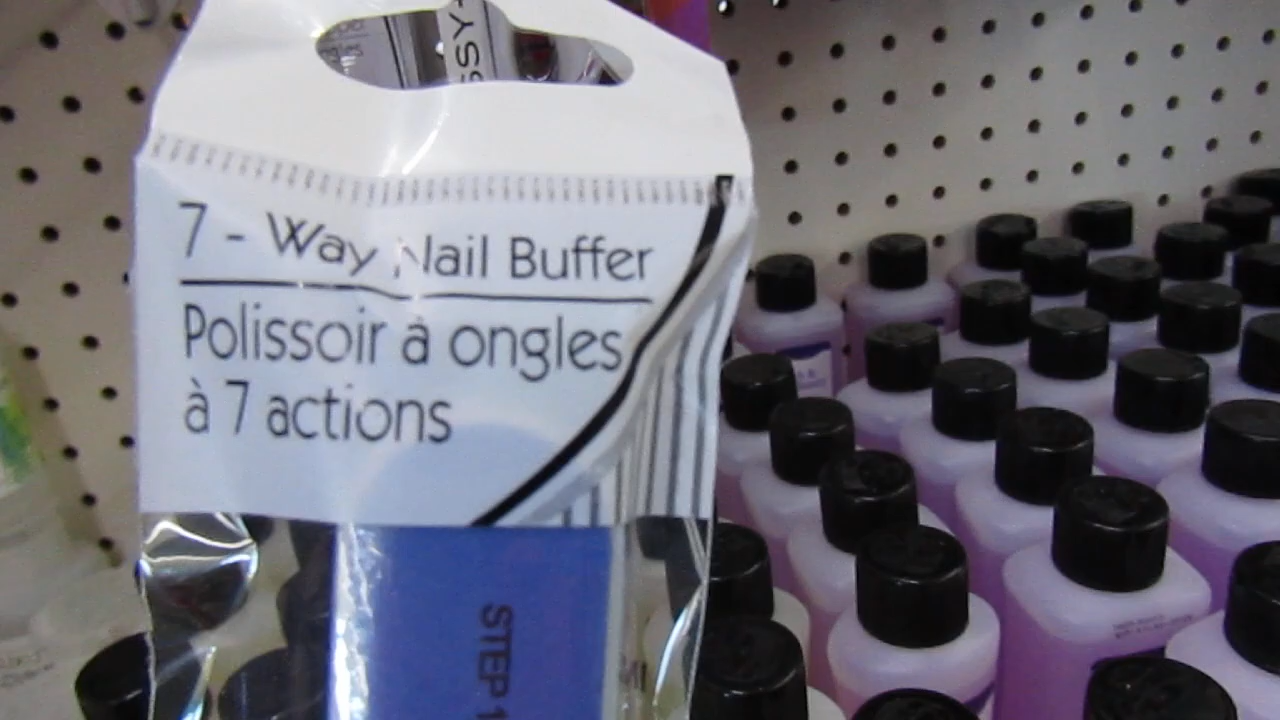 7 - Way Nail Buffer
Polissoir à ongles
à 7 actions
STEP 1